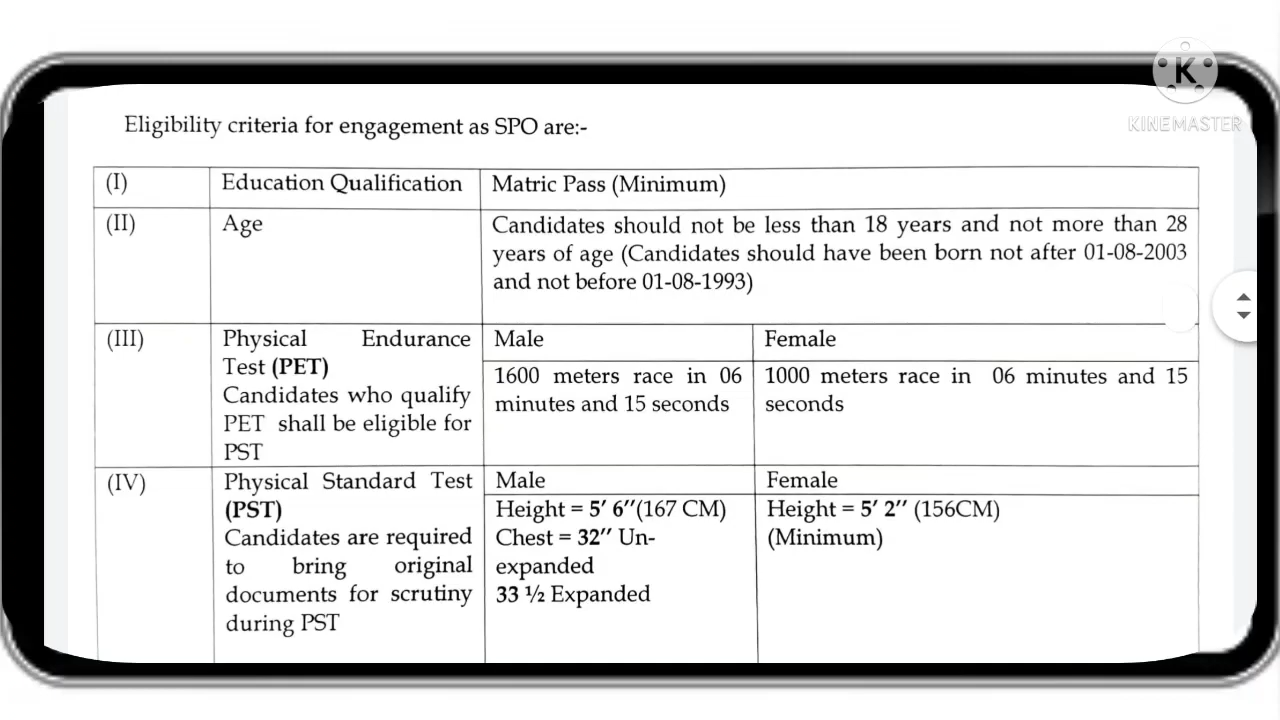 K
KINEMASTER
Eligibility criteria for engagement as SPO are:-
(I) Education Qualification Matric Pass (Minimum)
(II) Age Candidates should not be less than 18 years and not more than 28
years of age (Candidates should have been born not after 01-08-2003
and not before 01-08-1993)
(III) Physical Endurance Male Female
Test (PET)
1600 meters race in 06 1000 meters race in 06 minutes and 15
Candidates who qualify minutes and 15 seconds seconds
PET shall be eligible for
PST
(IV) Physical Standard Test Male Female
(PST) Height = 5' 6''(167 CM) Height = 5' 2'' (156CM)
Candidates are required Chest = 32'' Un- (Minimum)
to bring original expanded
documents for scrutiny 33 ½ Expanded
during PST